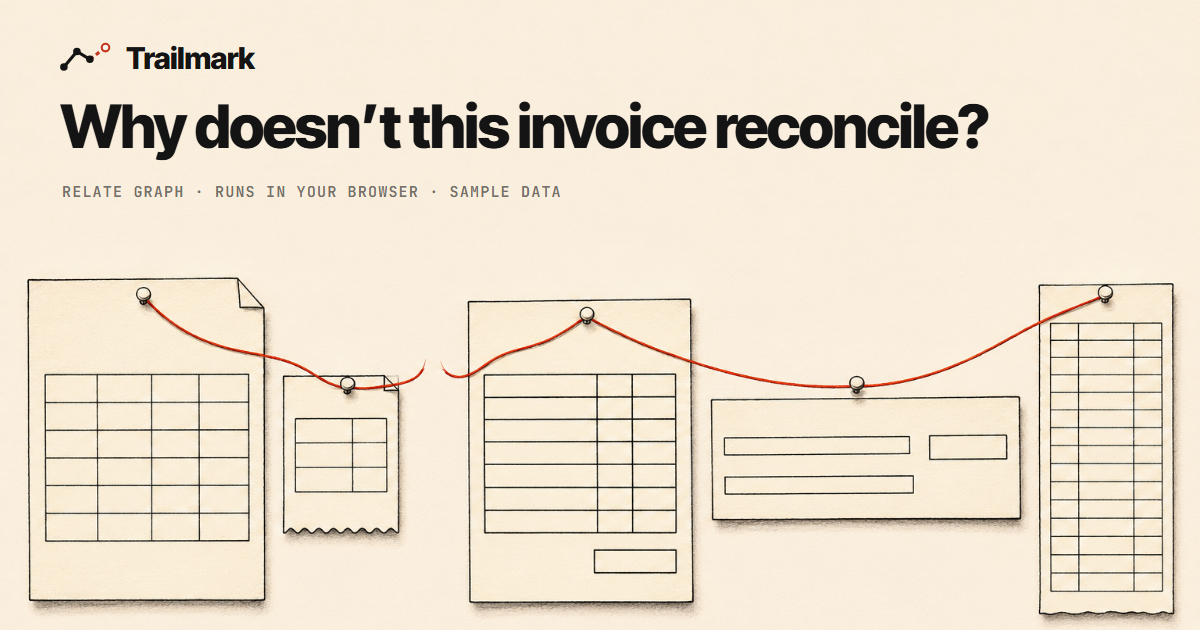 Trailmark
Why doesn’t this invoice reconcile?
RELATE GRAPH · RUNS IN YOUR BROWSER · SAMPLE DATA